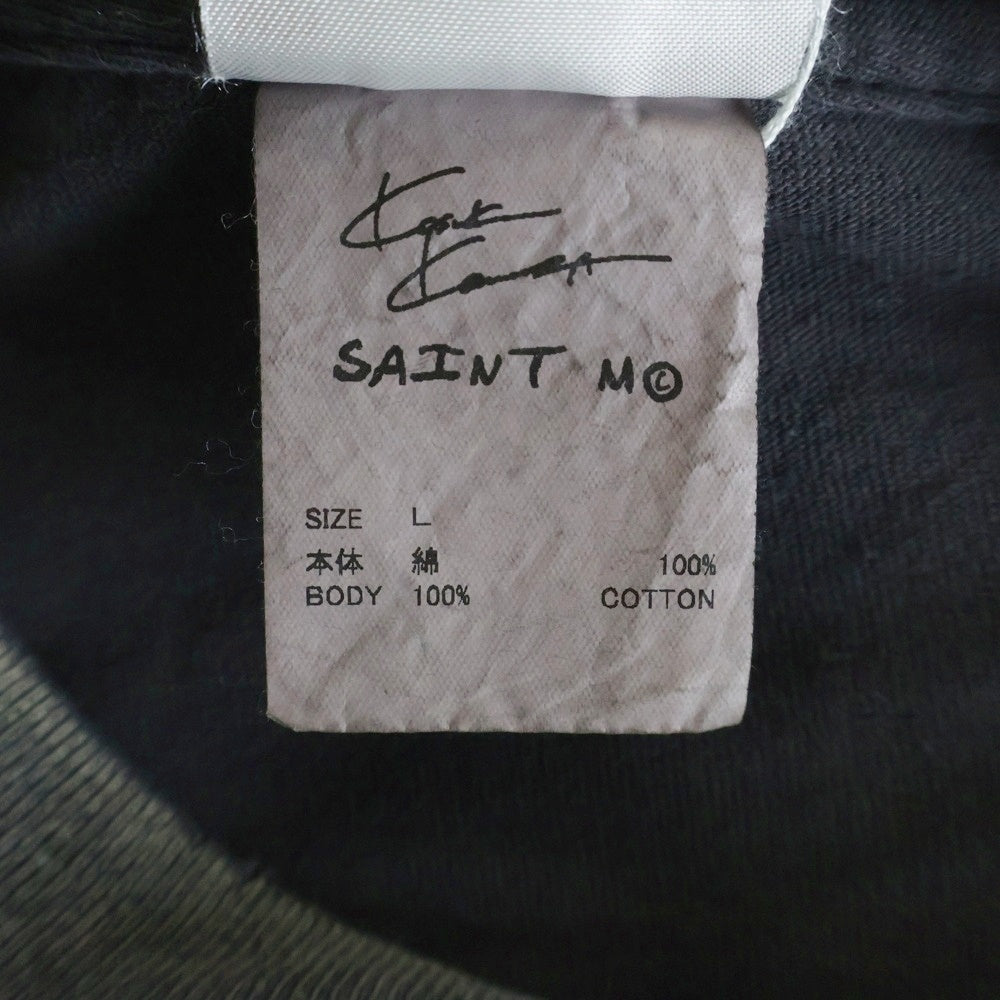 SAINT M©
SIZE L
本体 綿 100%
BODY 100% COTTON